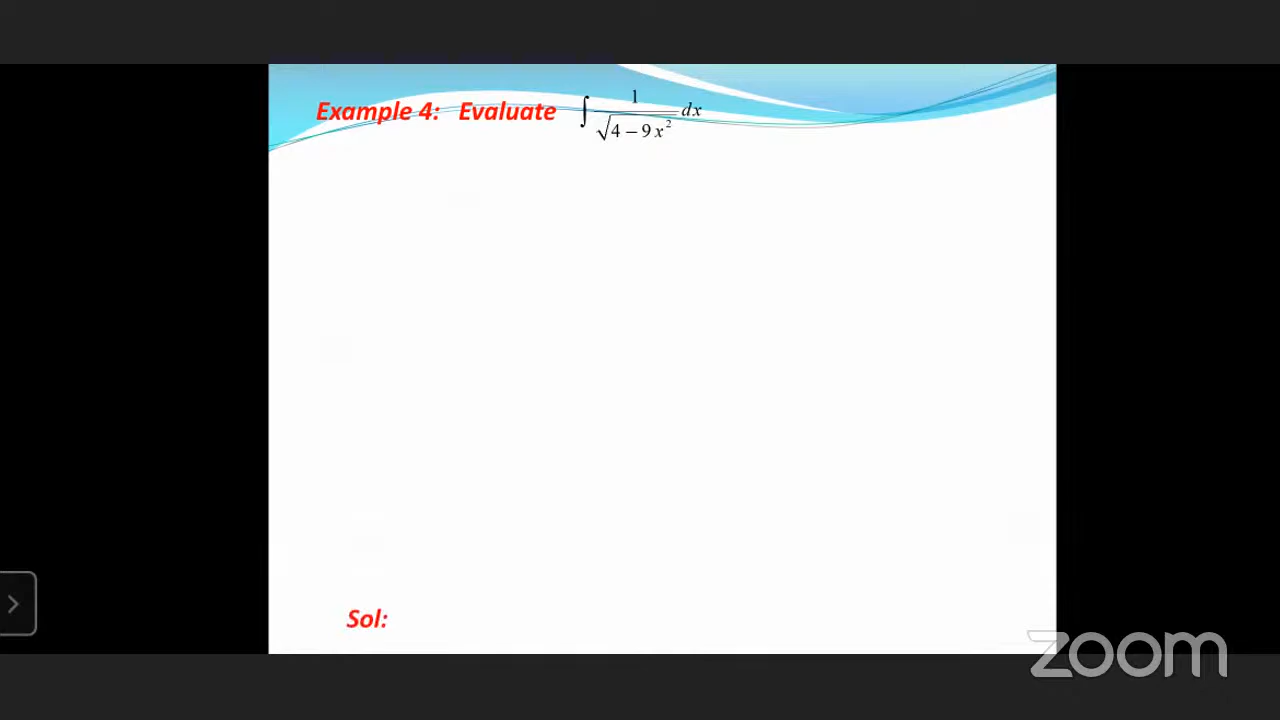 Example 4: Evaluate ∫ 1/√(4 − 9x²) dx
Sol:
zoom